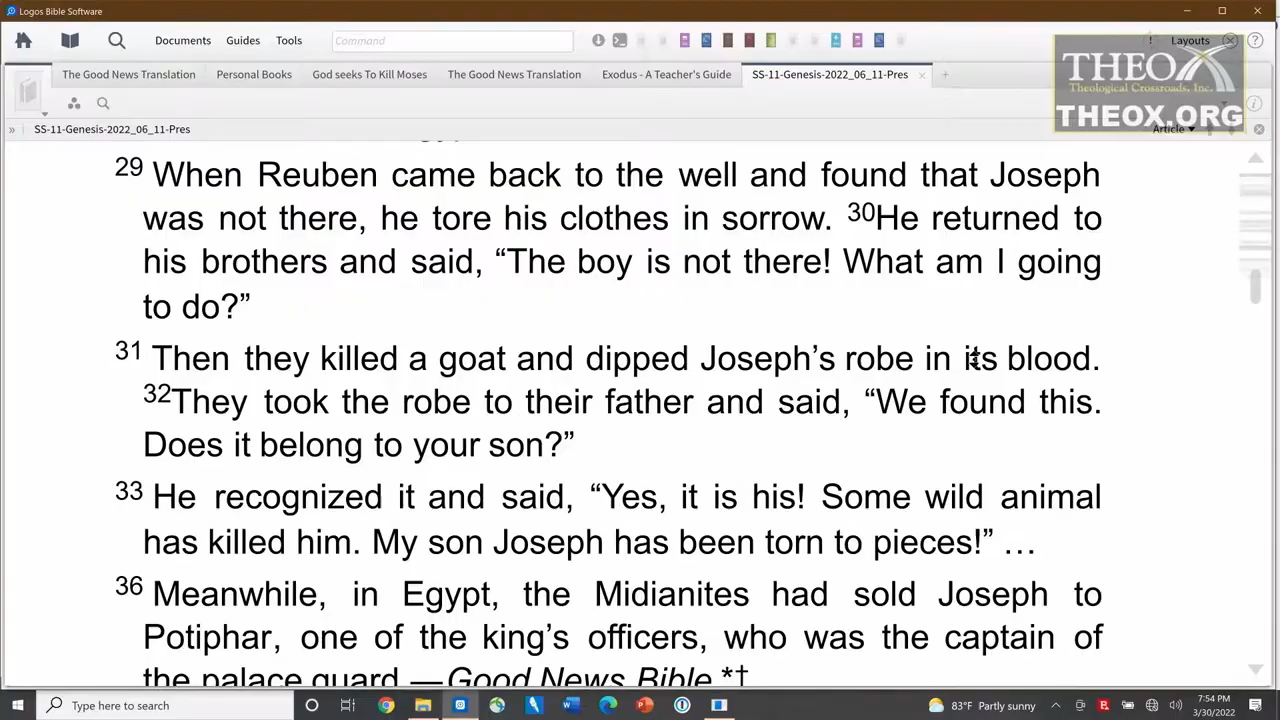 Logos Bible Software
Documents Guides Tools Command Layouts
The Good News Translation Personal Books God seeks To Kill Moses The Good News Translation Exodus - A Teacher's Guide SS-11-Genesis-2022_06_11-Pres
THEOX
Theological Crossroads, Inc.
THEOX.ORG
SS-11-Genesis-2022_06_11-Pres Article
29 When Reuben came back to the well and found that Joseph
was not there, he tore his clothes in sorrow. 30He returned to
his brothers and said, “The boy is not there! What am I going
to do?”
31 Then they killed a goat and dipped Joseph’s robe in its blood.
32They took the robe to their father and said, “We found this.
Does it belong to your son?”
33 He recognized it and said, “Yes, it is his! Some wild animal
has killed him. My son Joseph has been torn to pieces!” …
36 Meanwhile, in Egypt, the Midianites had sold Joseph to
Potiphar, one of the king’s officers, who was the captain of
the palace guard.—Good News Bible.*†
Type here to search 83°F Partly sunny 7:54 PM
3/30/2022